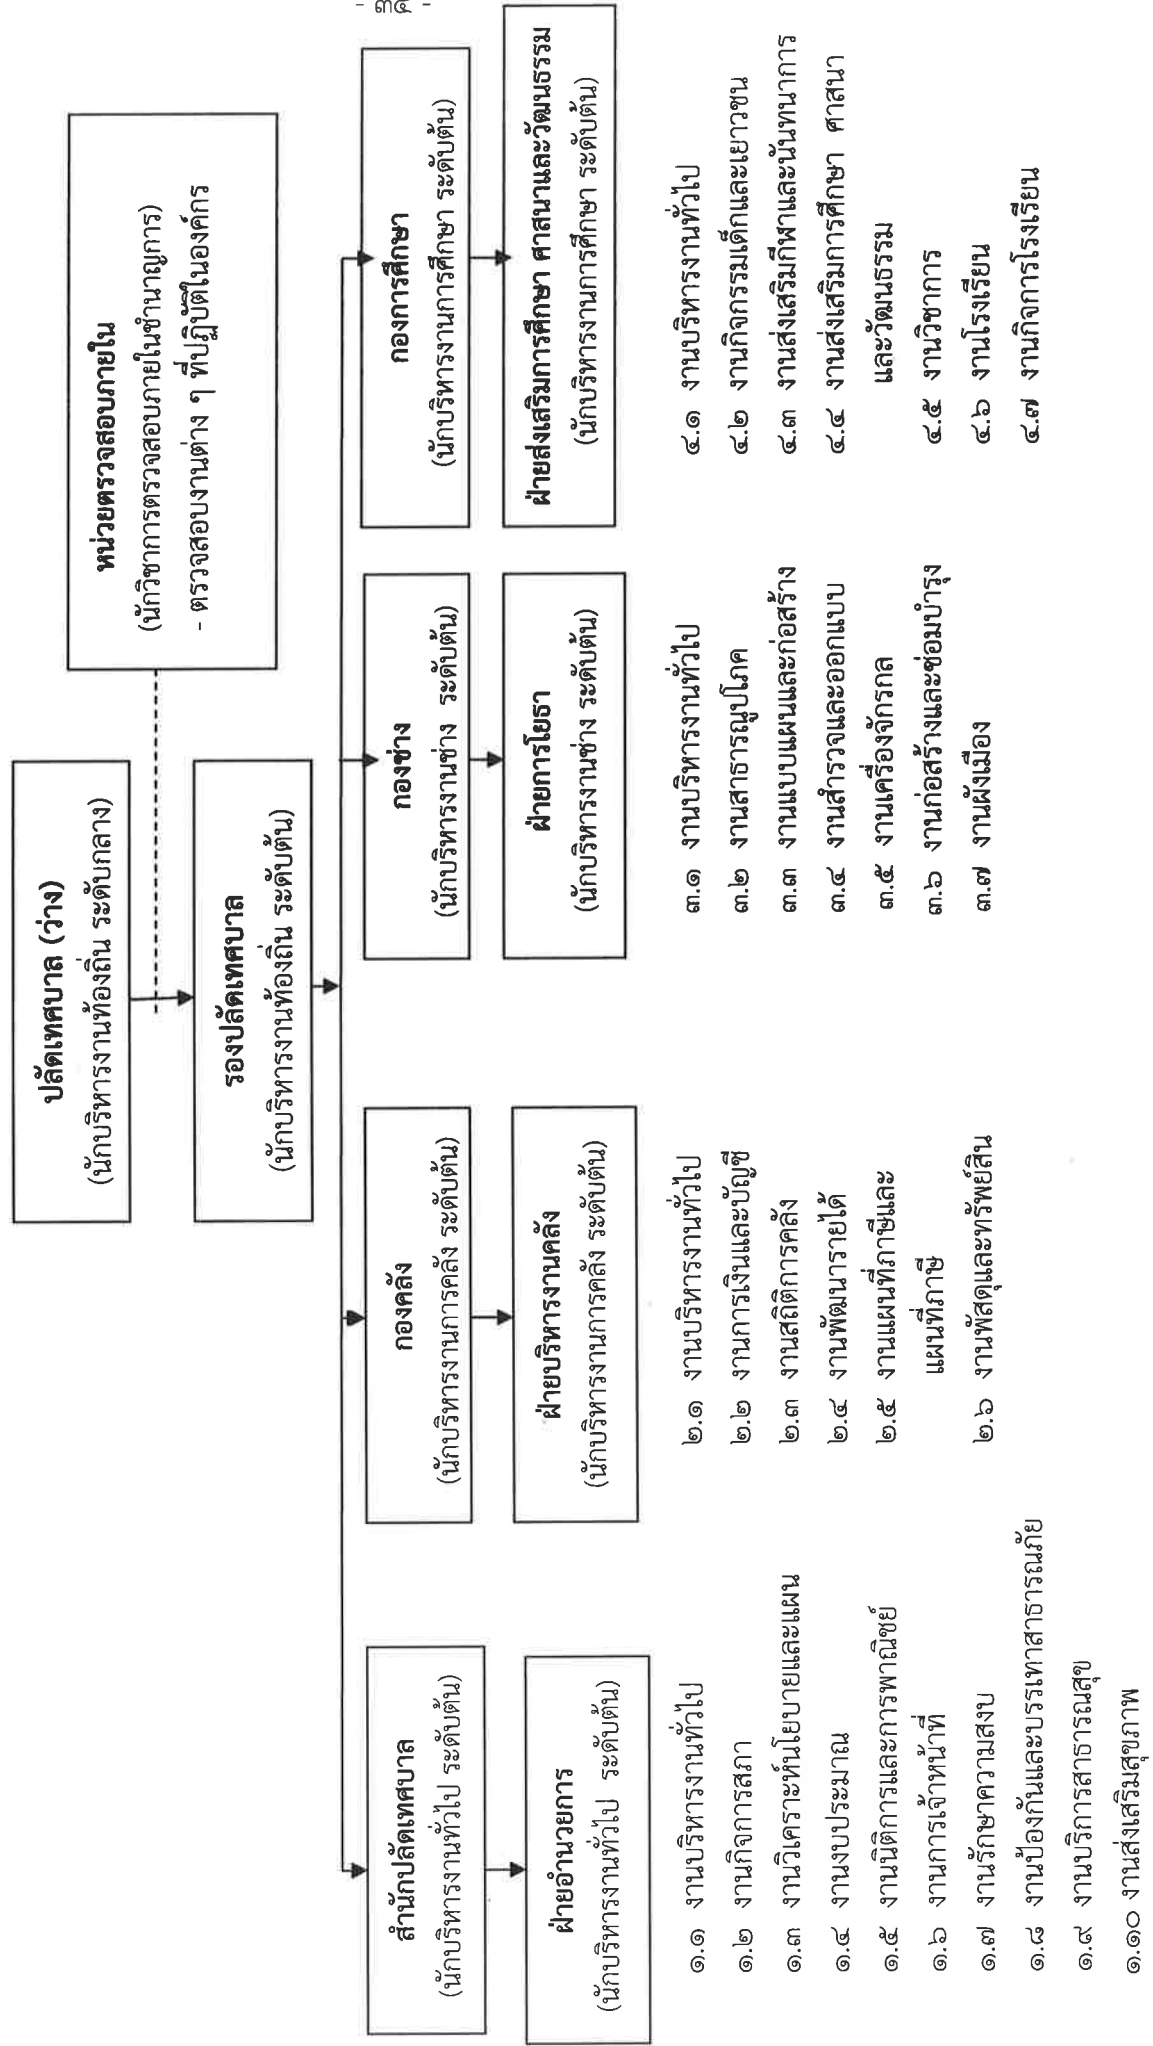 - ๓๕ -
ปลัดเทศบาล (ว่าง)
(นักบริหารงานท้องถิ่น ระดับกลาง)
หน่วยตรวจสอบภายใน
(นักวิชาการตรวจสอบภายในชำนาญการ)
- ตรวจสอบงานต่าง ๆ ที่ปฏิบัติในองค์กร
รองปลัดเทศบาล
(นักบริหารงานท้องถิ่น ระดับต้น)
สำนักปลัดเทศบาล
(นักบริหารงานทั่วไป ระดับต้น)
ฝ่ายอำนวยการ
(นักบริหารงานทั่วไป ระดับต้น)
๑.๑ งานบริหารงานทั่วไป
๑.๒ งานกิจการสภา
๑.๓ งานวิเคราะห์นโยบายและแผน
๑.๔ งานงบประมาณ
๑.๕ งานนิติการและการพาณิชย์
๑.๖ งานการเจ้าหน้าที่
๑.๗ งานรักษาความสงบ
๑.๘ งานป้องกันและบรรเทาสาธารณภัย
๑.๙ งานบริการสาธารณสุข
๑.๑๐ งานส่งเสริมสุขภาพ
กองคลัง
(นักบริหารงานการคลัง ระดับต้น)
ฝ่ายบริหารงานคลัง
(นักบริหารงานการคลัง ระดับต้น)
๒.๑ งานบริหารงานทั่วไป
๒.๒ งานการเงินและบัญชี
๒.๓ งานสถิติการคลัง
๒.๔ งานพัฒนารายได้
๒.๕ งานแผนที่ภาษีและ
แผนที่ภาษี
๒.๖ งานพัสดุและทรัพย์สิน
กองช่าง
(นักบริหารงานช่าง ระดับต้น)
ฝ่ายการโยธา
(นักบริหารงานช่าง ระดับต้น)
๓.๑ งานบริหารงานทั่วไป
๓.๒ งานสาธารณูปโภค
๓.๓ งานแบบแผนและก่อสร้าง
๓.๔ งานสำรวจและออกแบบ
๓.๕ งานเครื่องจักรกล
๓.๖ งานก่อสร้างและซ่อมบำรุง
๓.๗ งานผังเมือง
กองการศึกษา
(นักบริหารงานการศึกษา ระดับต้น)
ฝ่ายส่งเสริมการศึกษา ศาสนาและวัฒนธรรม
(นักบริหารงานการศึกษา ระดับต้น)
๔.๑ งานบริหารงานทั่วไป
๔.๒ งานกิจกรรมเด็กและเยาวชน
๔.๓ งานส่งเสริมกีฬาและนันทนาการ
๔.๔ งานส่งเสริมการศึกษา ศาสนา
และวัฒนธรรม
๔.๕ งานวิชาการ
๔.๖ งานโรงเรียน
๔.๗ งานกิจการโรงเรียน